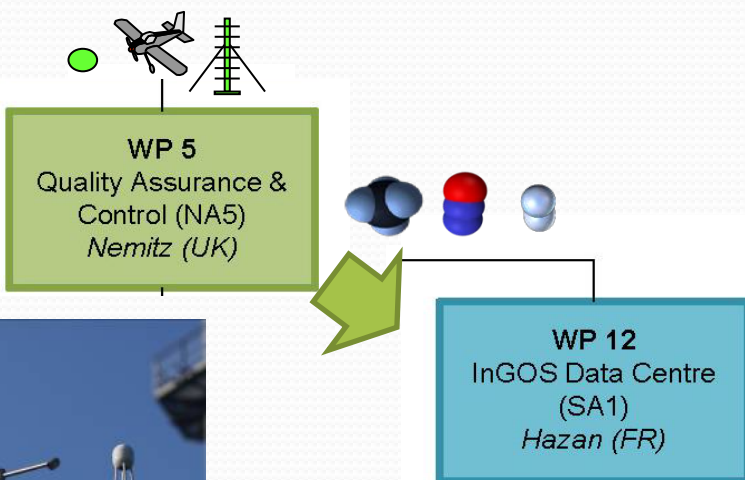 WP 5
Quality Assurance &
Control (NA5)
Nemitz (UK)
WP 12
InGOS Data Centre
(SA1)
Hazan (FR)